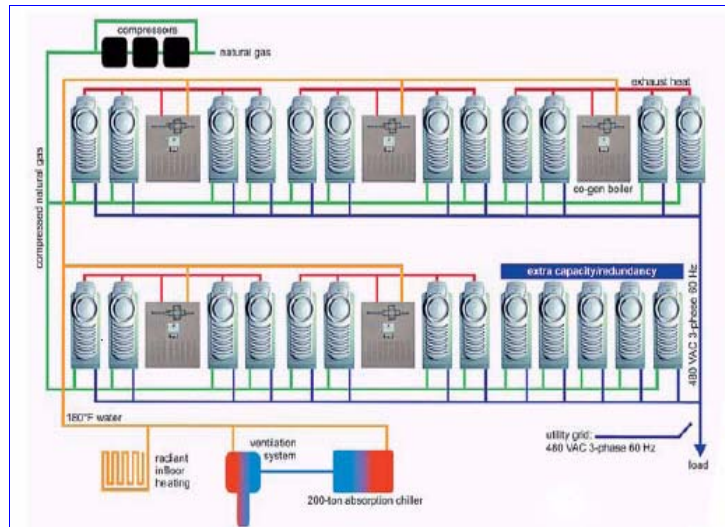 compressors
natural gas
exhaust heat
compressed natural gas
co-gen boiler
extra capacity/redundancy
480 VAC 3-phase 60 Hz
180°F water
radiant
infloor
heating
ventilation
system
200-ton absorption chiller
utility grid:
480 VAC 3-phase 60 Hz
load